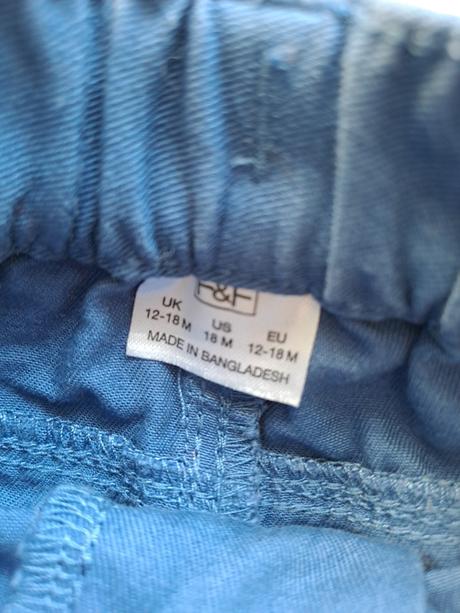 F&F
UK US EU
12-18 M 18 M 12-18 M
MADE IN BANGLADESH